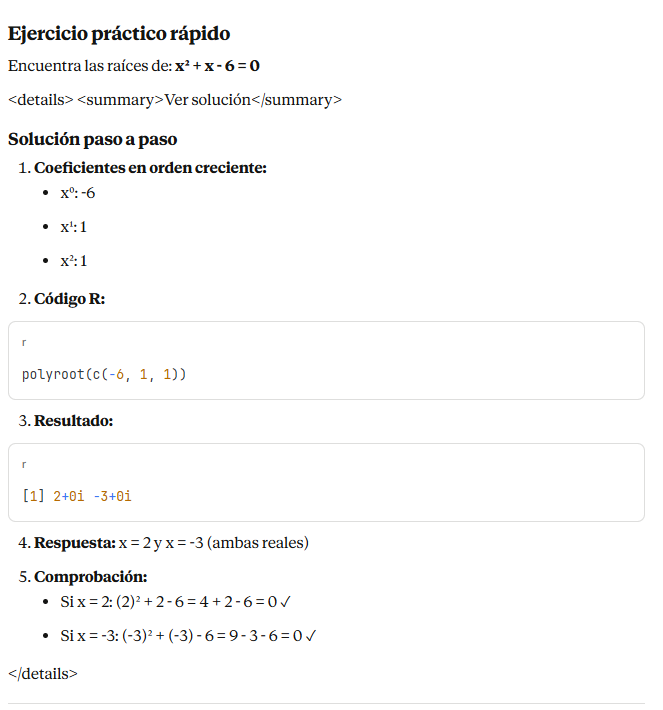 Ejercicio práctico rápido
Encuentra las raíces de: x² + x - 6 = 0
<details> <summary>Ver solución</summary>
Solución paso a paso
1. Coeficientes en orden creciente:
• x⁰: -6
• x¹: 1
• x²: 1
2. Código R:
r
polyroot(c(-6, 1, 1))
3. Resultado:
r
[1] 2+0i -3+0i
4. Respuesta: x = 2 y x = -3 (ambas reales)
5. Comprobación:
• Si x = 2: (2)² + 2 - 6 = 4 + 2 - 6 = 0 ✓
• Si x = -3: (-3)² + (-3) - 6 = 9 - 3 - 6 = 0 ✓
</details>